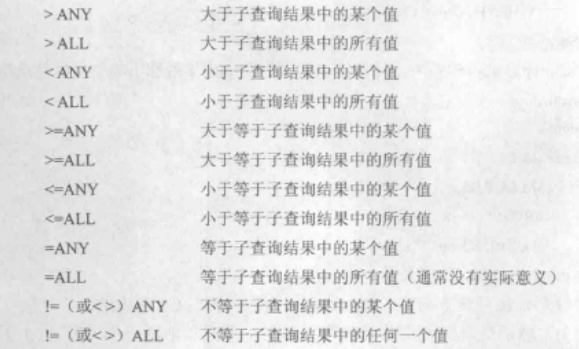 > ANY 大于子查询结果中的某个值
> ALL 大于子查询结果中的所有值
< ANY 小于子查询结果中的某个值
< ALL 小于子查询结果中的所有值
>=ANY 大于等于子查询结果中的某个值
>=ALL 大于等于子查询结果中的所有值
<=ANY 小于等于子查询结果中的某个值
<=ALL 小于等于子查询结果中的所有值
=ANY 等于子查询结果中的某个值
=ALL 等于子查询结果中的所有值（通常没有实际意义）
!=（或<>）ANY 不等于子查询结果中的某个值
!=（或<>）ALL 不等于子查询结果中的任何一个值